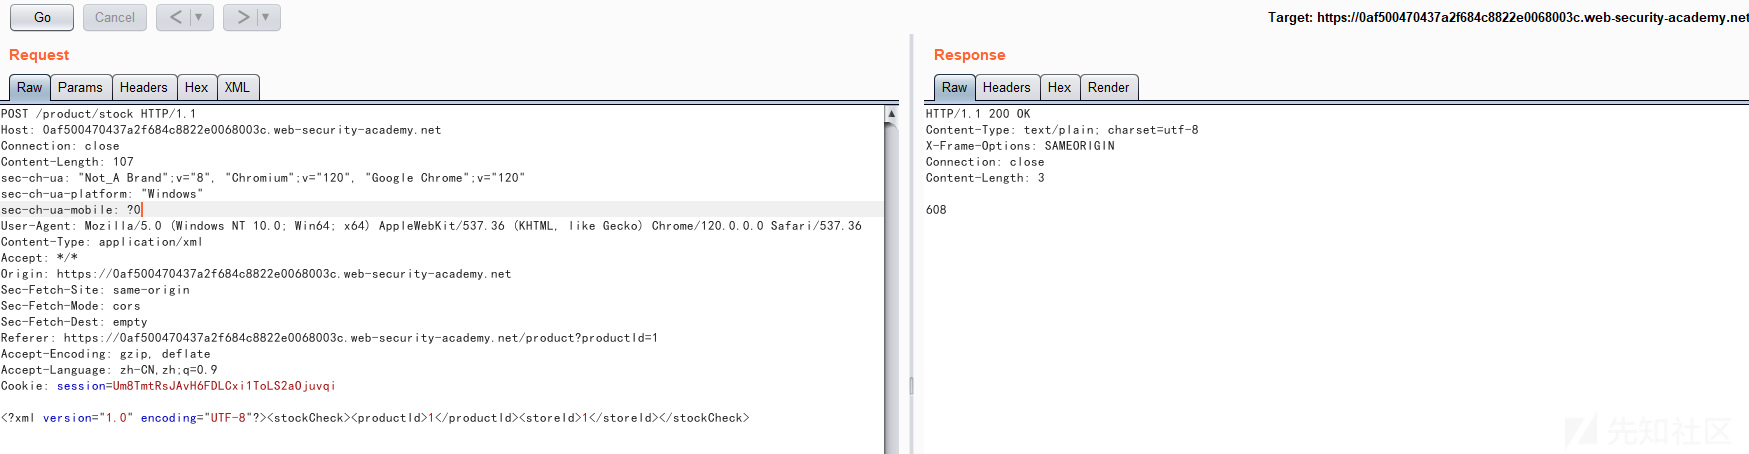 Go Cancel < > Target: https://0af500470437a2f684c8822e0068003c.web-security-academy.net
Request
Raw Params Headers Hex XML
POST /product/stock HTTP/1.1
Host: 0af500470437a2f684c8822e0068003c.web-security-academy.net
Connection: close
Content-Length: 107
sec-ch-ua: "Not_A Brand";v="8", "Chromium";v="120", "Google Chrome";v="120"
sec-ch-ua-platform: "Windows"
sec-ch-ua-mobile: ?0
User-Agent: Mozilla/5.0 (Windows NT 10.0; Win64; x64) AppleWebKit/537.36 (KHTML, like Gecko) Chrome/120.0.0.0 Safari/537.36
Content-Type: application/xml
Accept: */*
Origin: https://0af500470437a2f684c8822e0068003c.web-security-academy.net
Sec-Fetch-Site: same-origin
Sec-Fetch-Mode: cors
Sec-Fetch-Dest: empty
Referer: https://0af500470437a2f684c8822e0068003c.web-security-academy.net/product?productId=1
Accept-Encoding: gzip, deflate
Accept-Language: zh-CN,zh;q=0.9
Cookie: session=Um8TmtRsJAvH6FDLCxi1ToLS2aOjuvqi
<?xml version="1.0" encoding="UTF-8"?><stockCheck><productId>1</productId><storeId>1</storeId></stockCheck>
Response
Raw Headers Hex Render
HTTP/1.1 200 OK
Content-Type: text/plain; charset=utf-8
X-Frame-Options: SAMEORIGIN
Connection: close
Content-Length: 3
608
先知社区